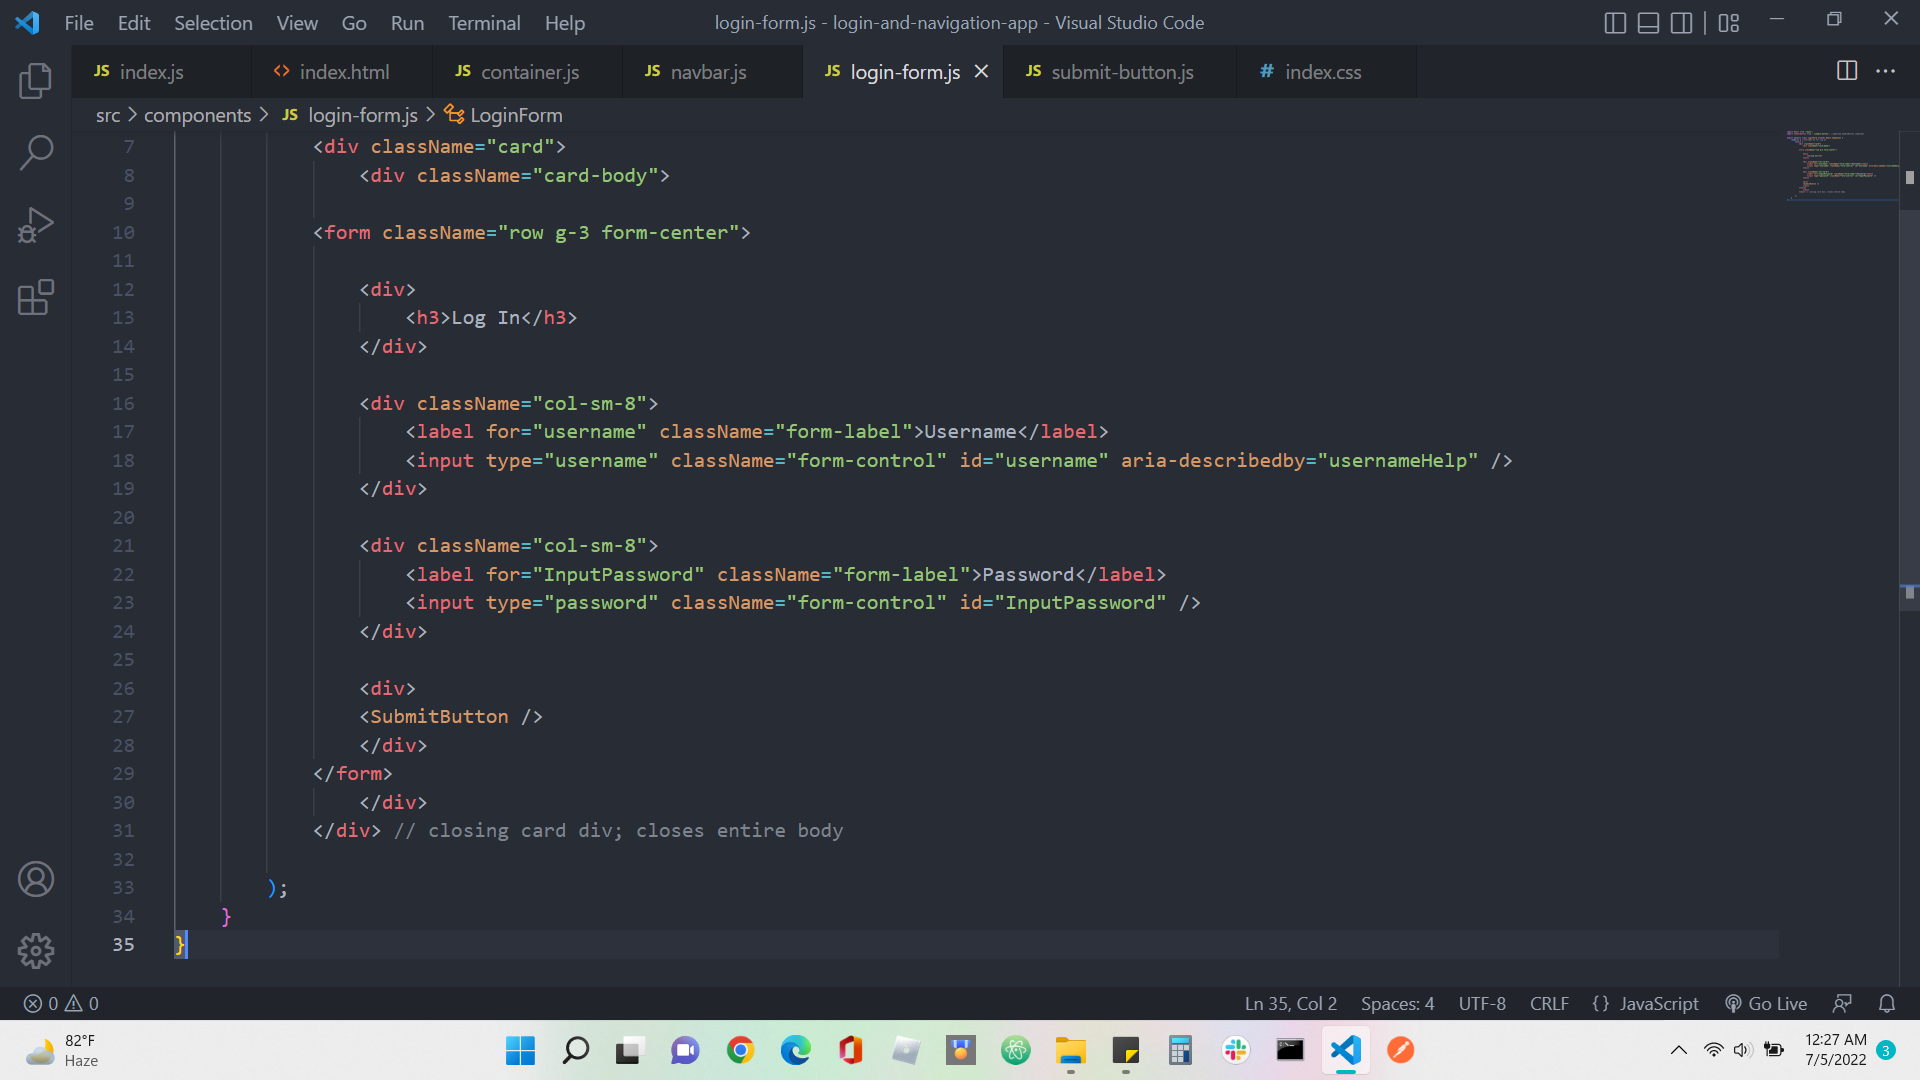 File Edit Selection View Go Run Terminal Help login-form.js - login-and-navigation-app - Visual Studio Code
JS index.js <> index.html JS container.js JS navbar.js JS login-form.js JS submit-button.js # index.css
src > components > JS login-form.js > LoginForm
7 <div className="card">
8 <div className="card-body">
9
10 <form className="row g-3 form-center">
11
12 <div>
13 <h3>Log In</h3>
14 </div>
15
16 <div className="col-sm-8">
17 <label for="username" className="form-label">Username</label>
18 <input type="username" className="form-control" id="username" aria-describedby="usernameHelp" />
19 </div>
20
21 <div className="col-sm-8">
22 <label for="InputPassword" className="form-label">Password</label>
23 <input type="password" className="form-control" id="InputPassword" />
24 </div>
25
26 <div>
27 <SubmitButton />
28 </div>
29 </form>
30 </div>
31 </div> // closing card div; closes entire body
32
33 );
34 }
35 }
0 0 Ln 35, Col 2 Spaces: 4 UTF-8 CRLF {} JavaScript Go Live
82°F
Haze
12:27 AM
7/5/2022 3